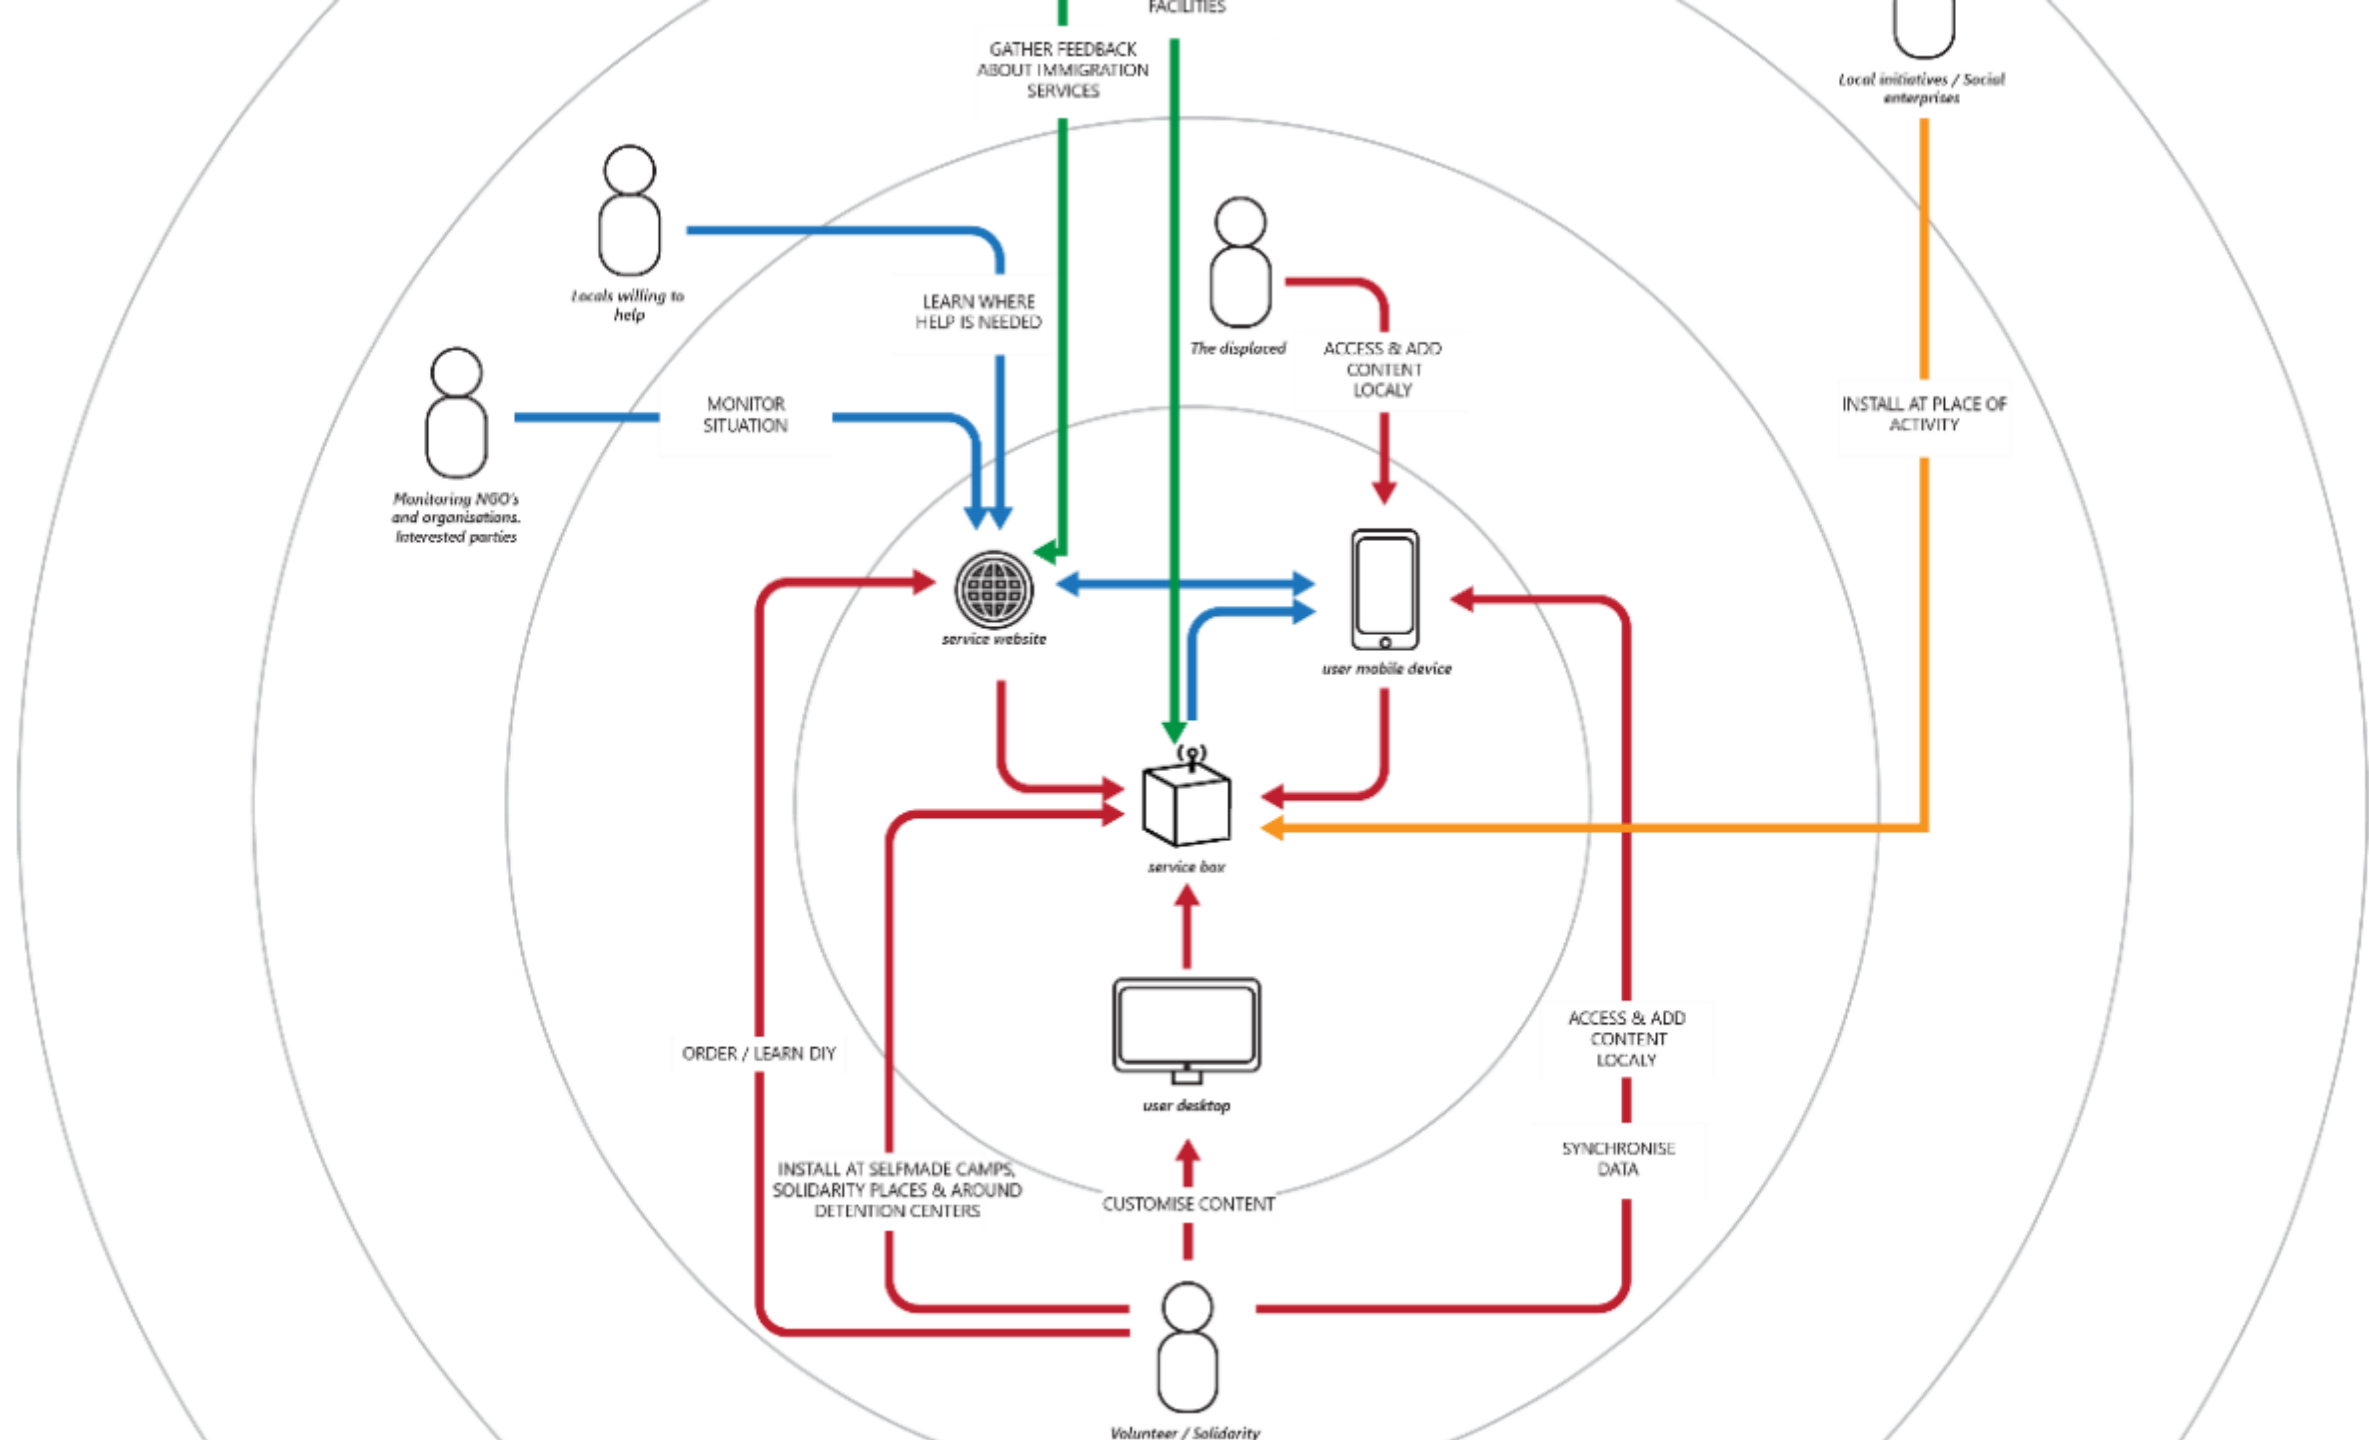 FACILITIES
GATHER FEEDBACK
ABOUT IMMIGRATION
SERVICES
Local initiatives / Social
enterprises
Locals willing to
help
LEARN WHERE
HELP IS NEEDED
The displaced
ACCESS & ADD
CONTENT
LOCALY
MONITOR
SITUATION
INSTALL AT PLACE OF
ACTIVITY
Monitoring NGO's
and organisations.
Interested parties
service website
user mobile device
service box
user desktop
ORDER / LEARN DIY
ACCESS & ADD
CONTENT
LOCALY
INSTALL AT SELFMADE CAMPS,
SOLIDARITY PLACES & AROUND
DETENTION CENTERS
SYNCHRONISE
DATA
CUSTOMISE CONTENT
Volunteer / Solidarity